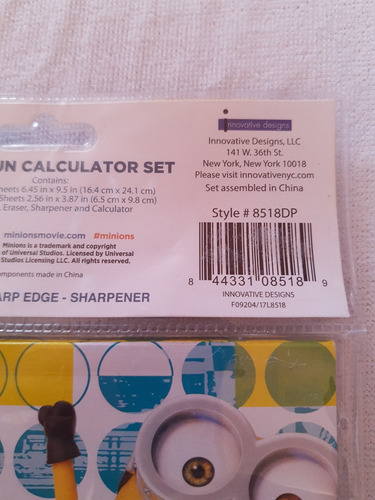 innovative designs
Innovative Designs, LLC
141 W. 36th St.
New York, New York 10018
Please visit innovativenyc.com
Set assembled in China
Style # 8518DP
8 44331 08518 9
INNOVATIVE DESIGNS
F09204/17L8518
UN CALCULATOR SET
Contains:
heets 6.45 in x 9.5 in (16.4 cm x 24.1 cm)
Sheets 2.56 in x 3.87 in (6.5 cm x 9.8 cm)
, Eraser, Sharpener and Calculator
minionsmovie.com #minions
Minions is a trademark and copyright
of Universal Studios. Licensed by Universal
Studios Licensing LLC. All rights reserved.
omponents made in China
ARP EDGE - SHARPENER